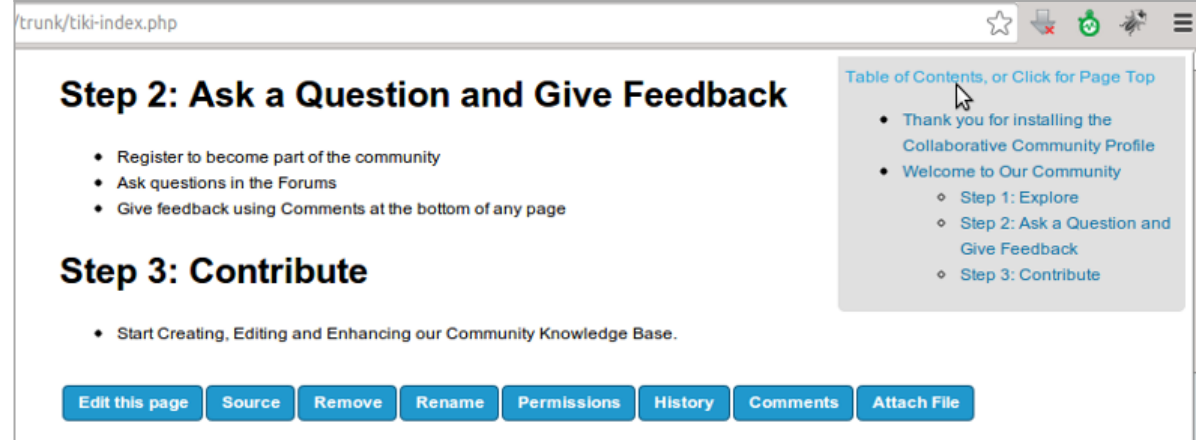 /trunk/tiki-index.php
Step 2: Ask a Question and Give Feedback
Register to become part of the community
Ask questions in the Forums
Give feedback using Comments at the bottom of any page
Step 3: Contribute
Start Creating, Editing and Enhancing our Community Knowledge Base.
Edit this page Source Remove Rename Permissions History Comments Attach File
Table of Contents, or Click for Page Top
Thank you for installing the
Collaborative Community Profile
Welcome to Our Community
Step 1: Explore
Step 2: Ask a Question and
Give Feedback
Step 3: Contribute